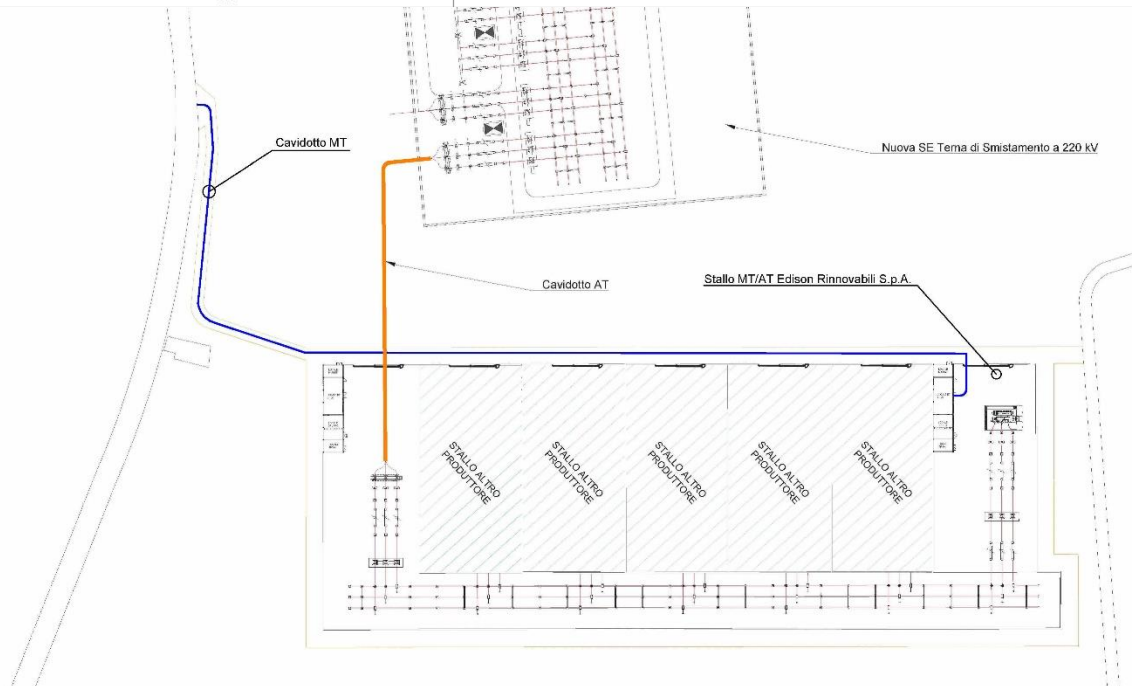 Cavidotto MT
Nuova SE Terna di Smistamento a 220 kV
Cavidotto AT
Stallo MT/AT Edison Rinnovabili S.p.A.
STALLO ALTRO
PRODUTTORE
STALLO ALTRO
PRODUTTORE
STALLO ALTRO
PRODUTTORE
STALLO ALTRO
PRODUTTORE
STALLO ALTRO
PRODUTTORE